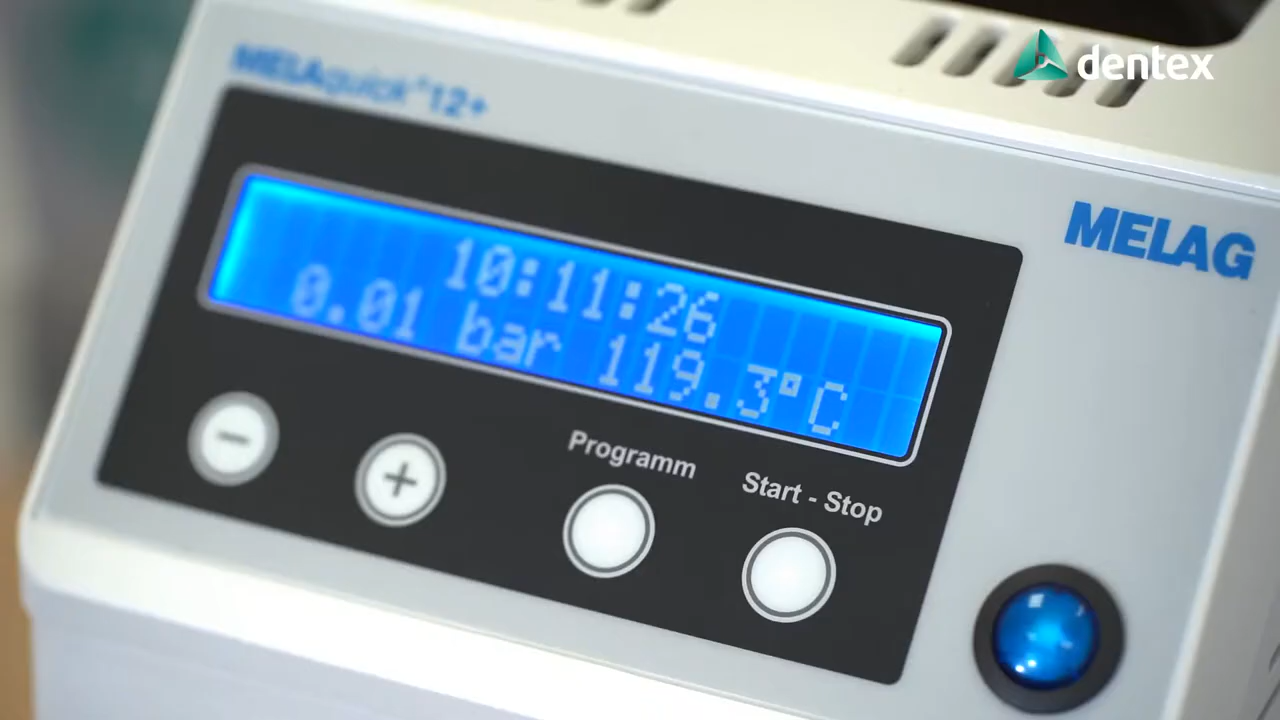 dentex
MELAquick®12+
MELAG
10:11:26
0.01 bar 119.3°C
Programm
Start - Stop